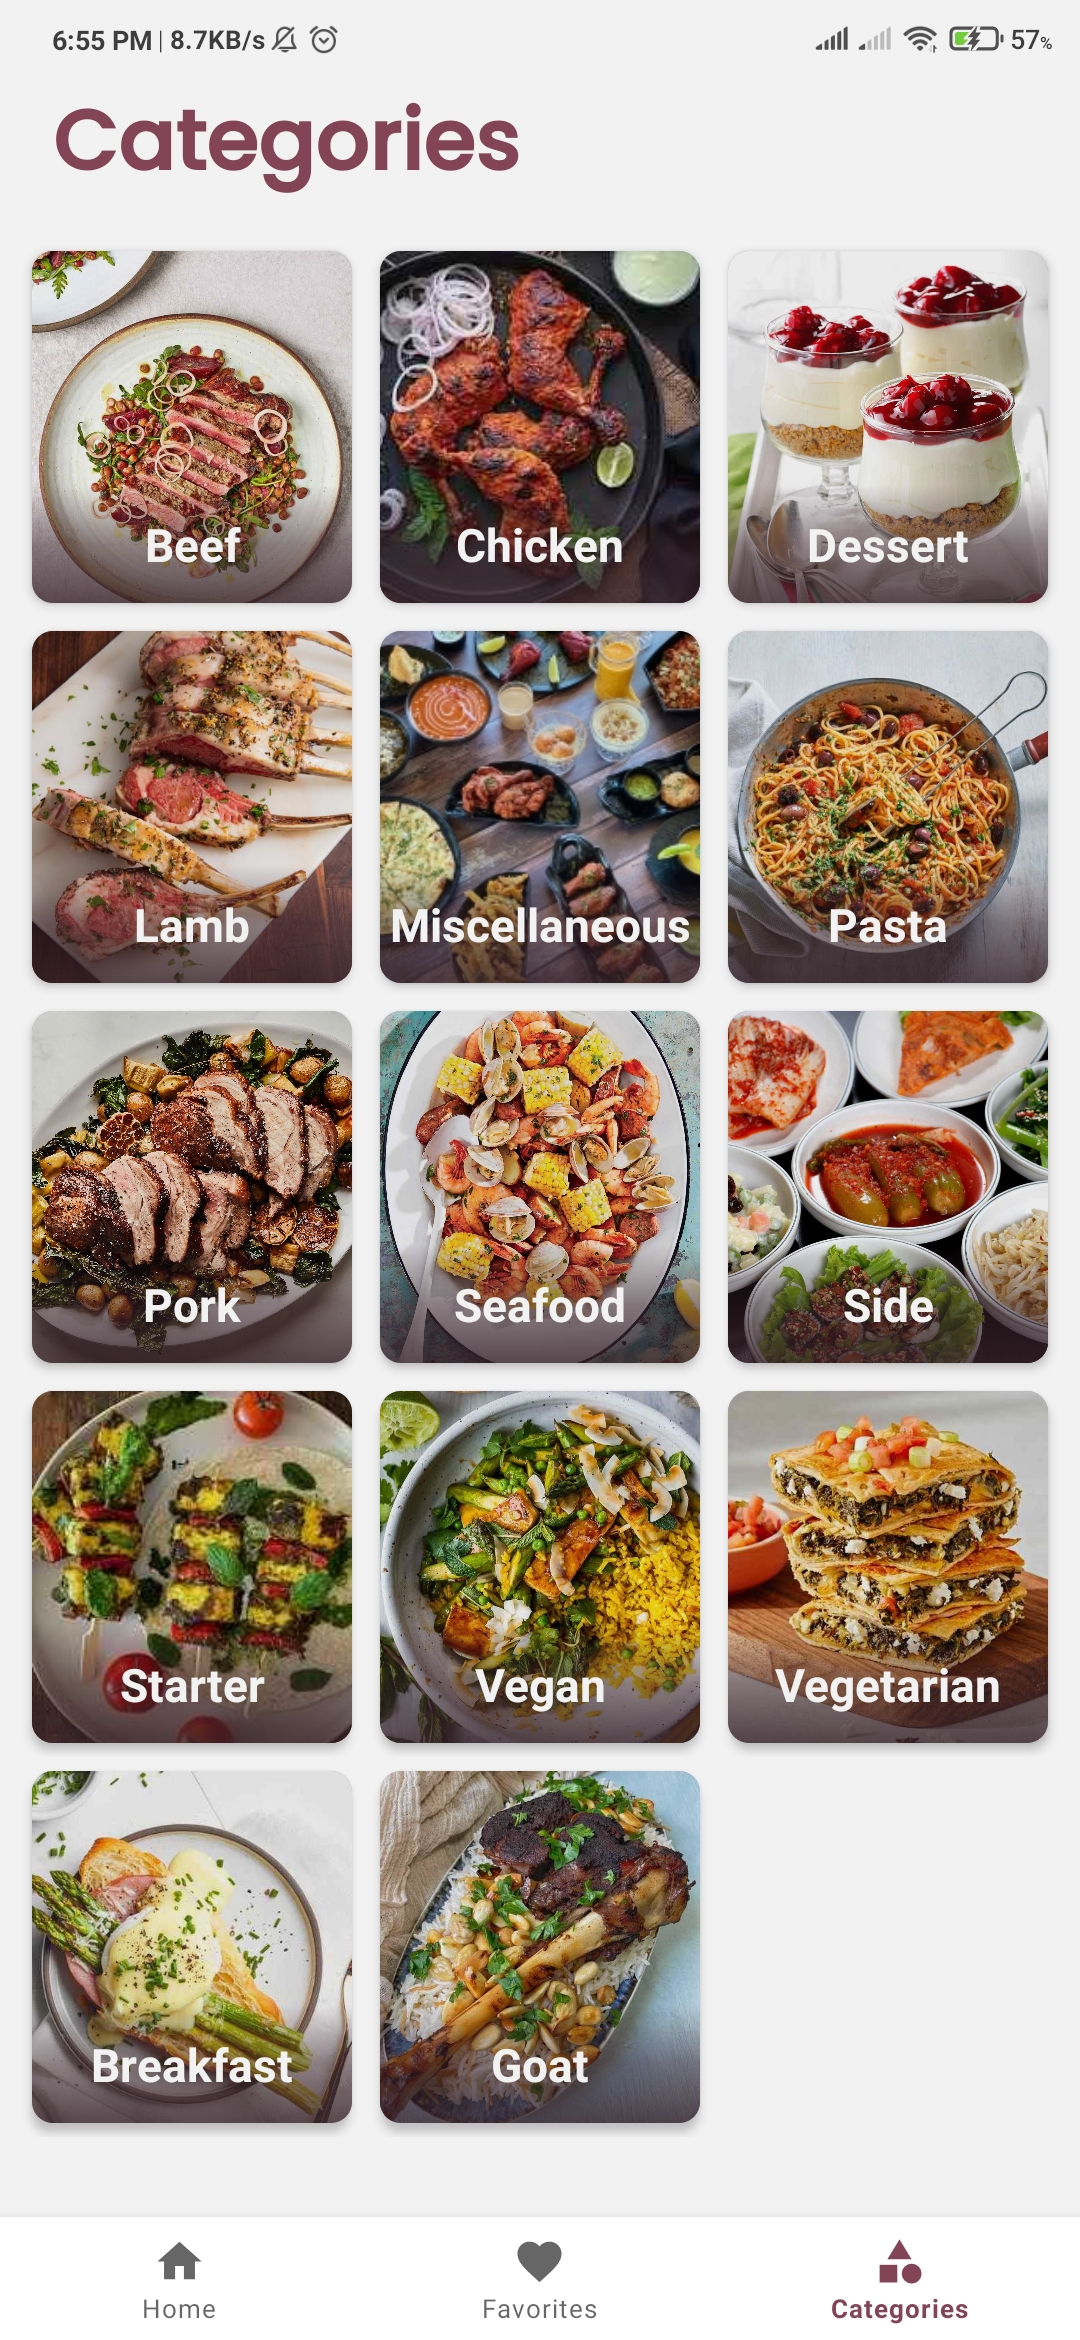 6:55 PM | 8.7KB/s 57%
Categories
Beef Chicken Dessert
Lamb Miscellaneous Pasta
Pork Seafood Side
Starter Vegan Vegetarian
Breakfast Goat
Home Favorites Categories